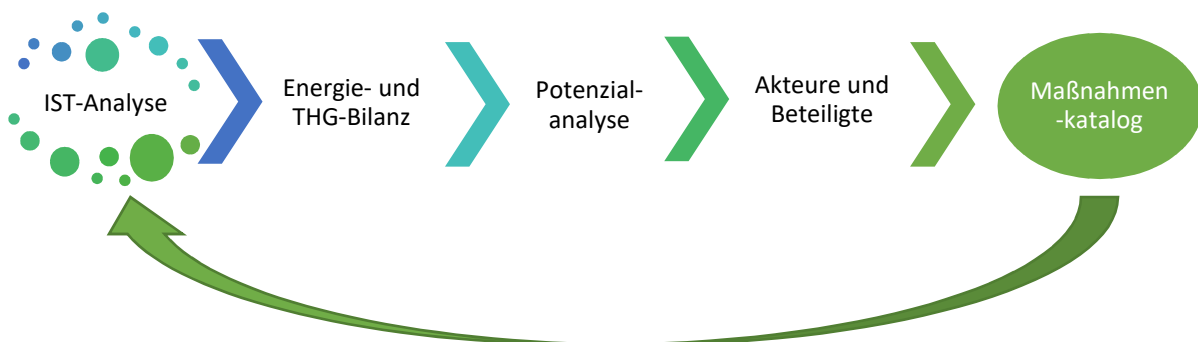 IST-Analyse
Energie- und
THG-Bilanz
Potenzial-
analyse
Akteure und
Beteiligte
Maßnahmen
-katalog